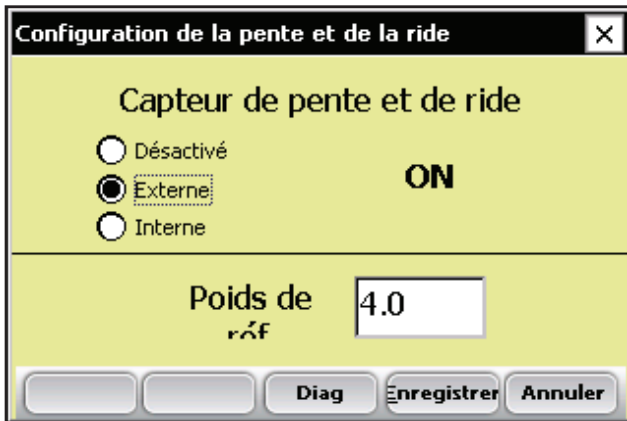 Configuration de la pente et de la ride
Capteur de pente et de ride
Désactivé
ON
Externe
Interne
Poids de
réf
4.0
Diag
Enregistrer
Annuler